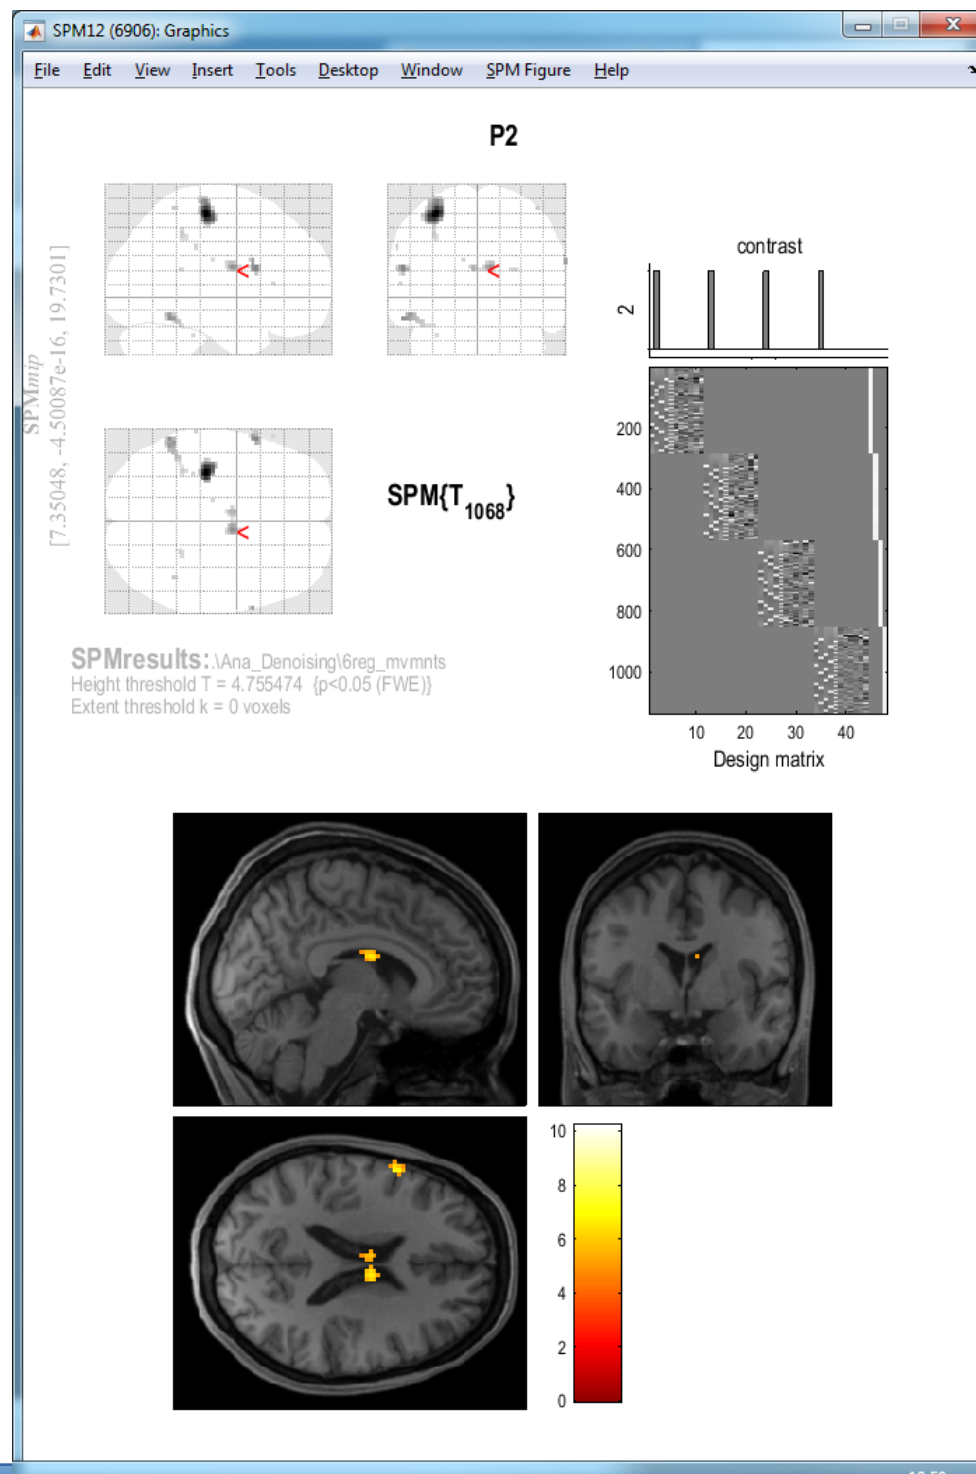 SPM12 (6906): Graphics
File Edit View Insert Tools Desktop Window SPM Figure Help
P2
SPMmip
[7.35048, -4.50087e-16, 19.7301]
<
<
<
SPM{T1068}
contrast
2
200
400
600
800
1000
10 20 30 40
Design matrix
SPMresults: .\Ana_Denoising\6reg_mvmnts
Height threshold T = 4.755474 {p<0.05 (FWE)}
Extent threshold k = 0 voxels
10
8
6
4
2
0